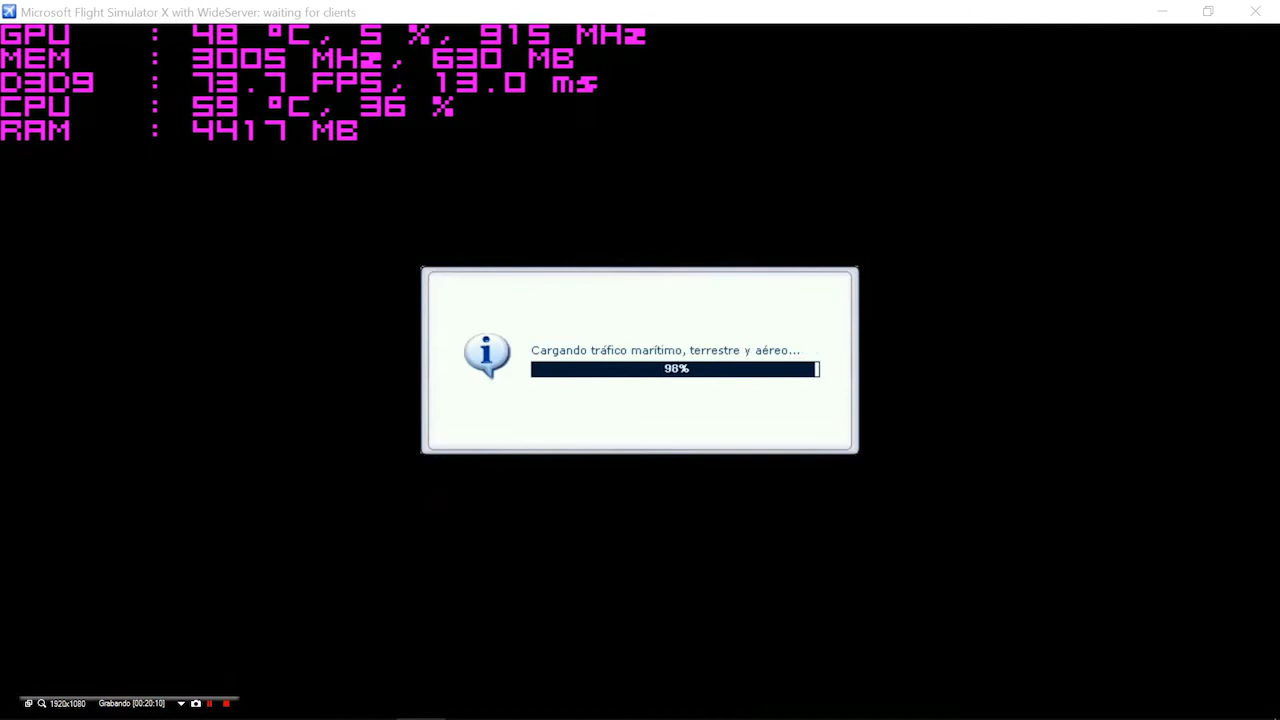 Microsoft Flight Simulator X with WideServer: waiting for clients
GPU : 48 °C, 5 %, 915 MHz
MEM : 3005 MHz, 630 MB
D3D9 : 73.7 FPS, 13.0 ms
CPU : 59 °C, 36 %
RAM : 4417 MB
Cargando tráfico marítimo, terrestre y aéreo...
98%
1920x1080 Grabando [00:20:10]